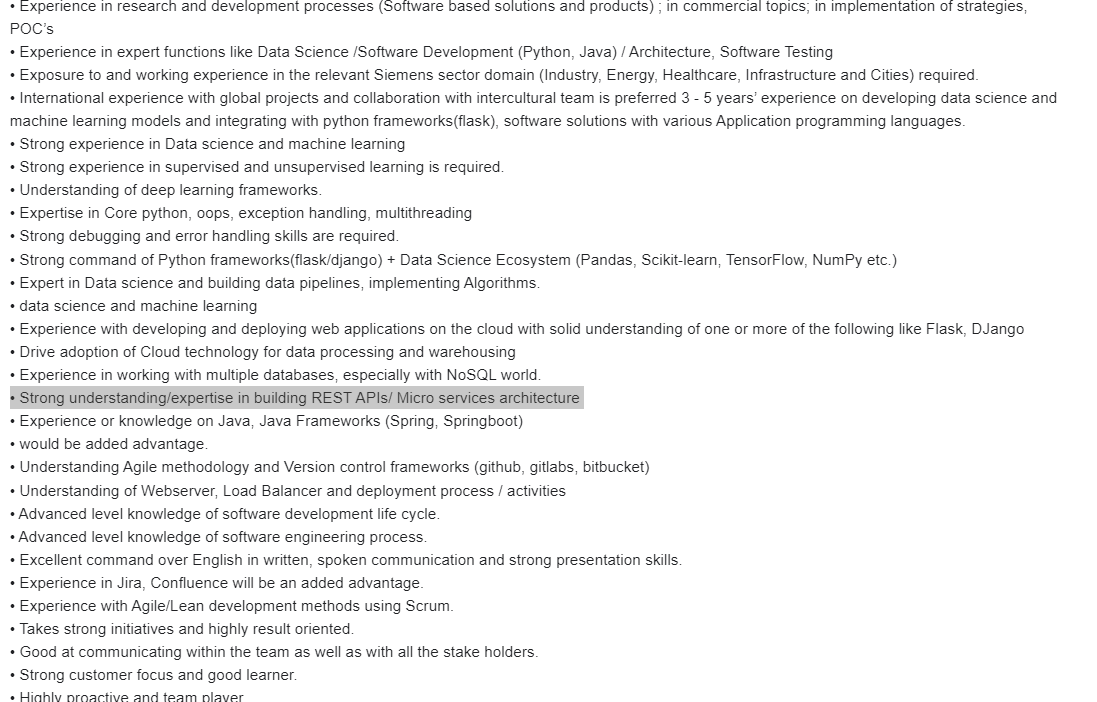 • Experience in research and development processes (Software based solutions and products) ; in commercial topics; in implementation of strategies,
POC’s
• Experience in expert functions like Data Science /Software Development (Python, Java) / Architecture, Software Testing
• Exposure to and working experience in the relevant Siemens sector domain (Industry, Energy, Healthcare, Infrastructure and Cities) required.
• International experience with global projects and collaboration with intercultural team is preferred 3 - 5 years’ experience on developing data science and
machine learning models and integrating with python frameworks(flask), software solutions with various Application programming languages.
• Strong experience in Data science and machine learning
• Strong experience in supervised and unsupervised learning is required.
• Understanding of deep learning frameworks.
• Expertise in Core python, oops, exception handling, multithreading
• Strong debugging and error handling skills are required.
• Strong command of Python frameworks(flask/django) + Data Science Ecosystem (Pandas, Scikit-learn, TensorFlow, NumPy etc.)
• Expert in Data science and building data pipelines, implementing Algorithms.
• data science and machine learning
• Experience with developing and deploying web applications on the cloud with solid understanding of one or more of the following like Flask, DJango
• Drive adoption of Cloud technology for data processing and warehousing
• Experience in working with multiple databases, especially with NoSQL world.
• Strong understanding/expertise in building REST APIs/ Micro services architecture
• Experience or knowledge on Java, Java Frameworks (Spring, Springboot)
• would be added advantage.
• Understanding Agile methodology and Version control frameworks (github, gitlabs, bitbucket)
• Understanding of Webserver, Load Balancer and deployment process / activities
• Advanced level knowledge of software development life cycle.
• Advanced level knowledge of software engineering process.
• Excellent command over English in written, spoken communication and strong presentation skills.
• Experience in Jira, Confluence will be an added advantage.
• Experience with Agile/Lean development methods using Scrum.
• Takes strong initiatives and highly result oriented.
• Good at communicating within the team as well as with all the stake holders.
• Strong customer focus and good learner.
• Highly proactive and team player